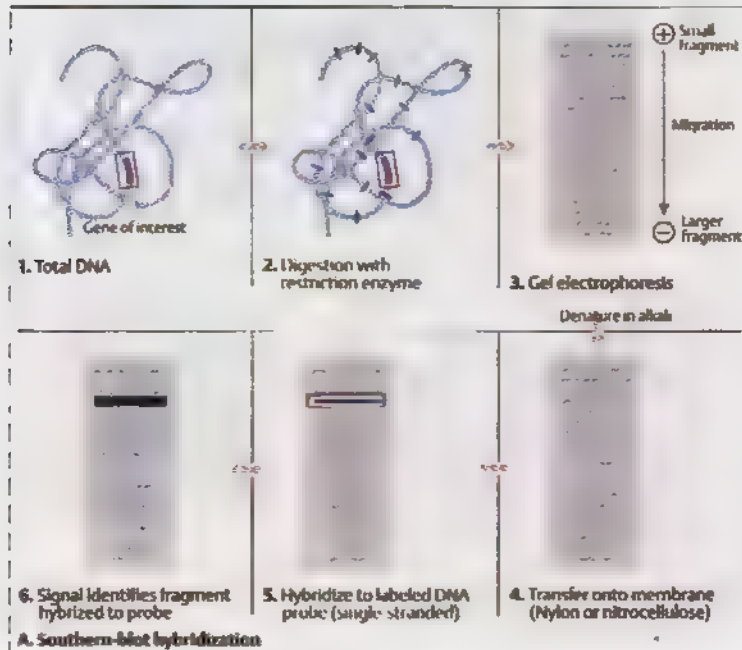 Gene of interest
1. Total DNA
2. Digestion with
restriction enzyme
+ Small
fragment
Migration
− Larger
fragment
3. Gel electrophoresis
Denature in alkali
6. Signal identifies fragment
hybrized to probe
5. Hybridize to labeled DNA
probe (single-stranded)
4. Transfer onto membrane
(Nylon or nitrocellulose)
A. Southern-blot hybridization